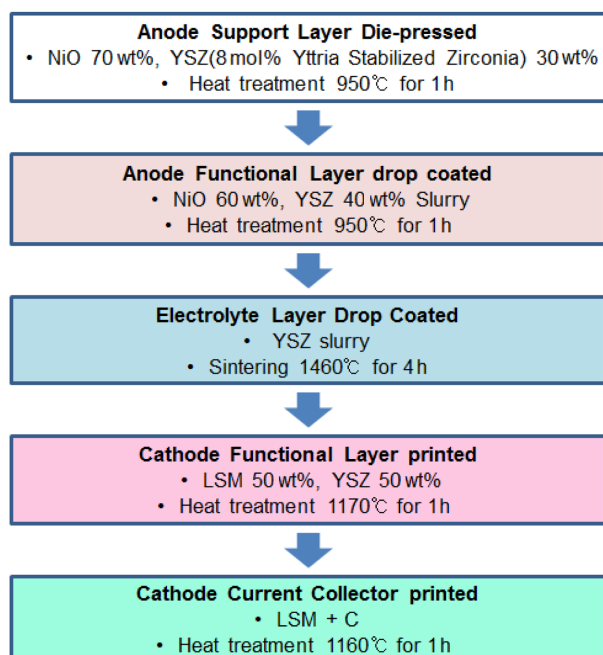 Anode Support Layer Die-pressed
• NiO 70 wt%, YSZ(8 mol% Yttria Stabilized Zirconia) 30 wt%
• Heat treatment 950℃ for 1h
Anode Functional Layer drop coated
• NiO 60 wt%, YSZ 40 wt% Slurry
• Heat treatment 950℃ for 1h
Electrolyte Layer Drop Coated
• YSZ slurry
• Sintering 1460℃ for 4h
Cathode Functional Layer printed
• LSM 50 wt%, YSZ 50 wt%
• Heat treatment 1170℃ for 1h
Cathode Current Collector printed
• LSM + C
• Heat treatment 1160℃ for 1h